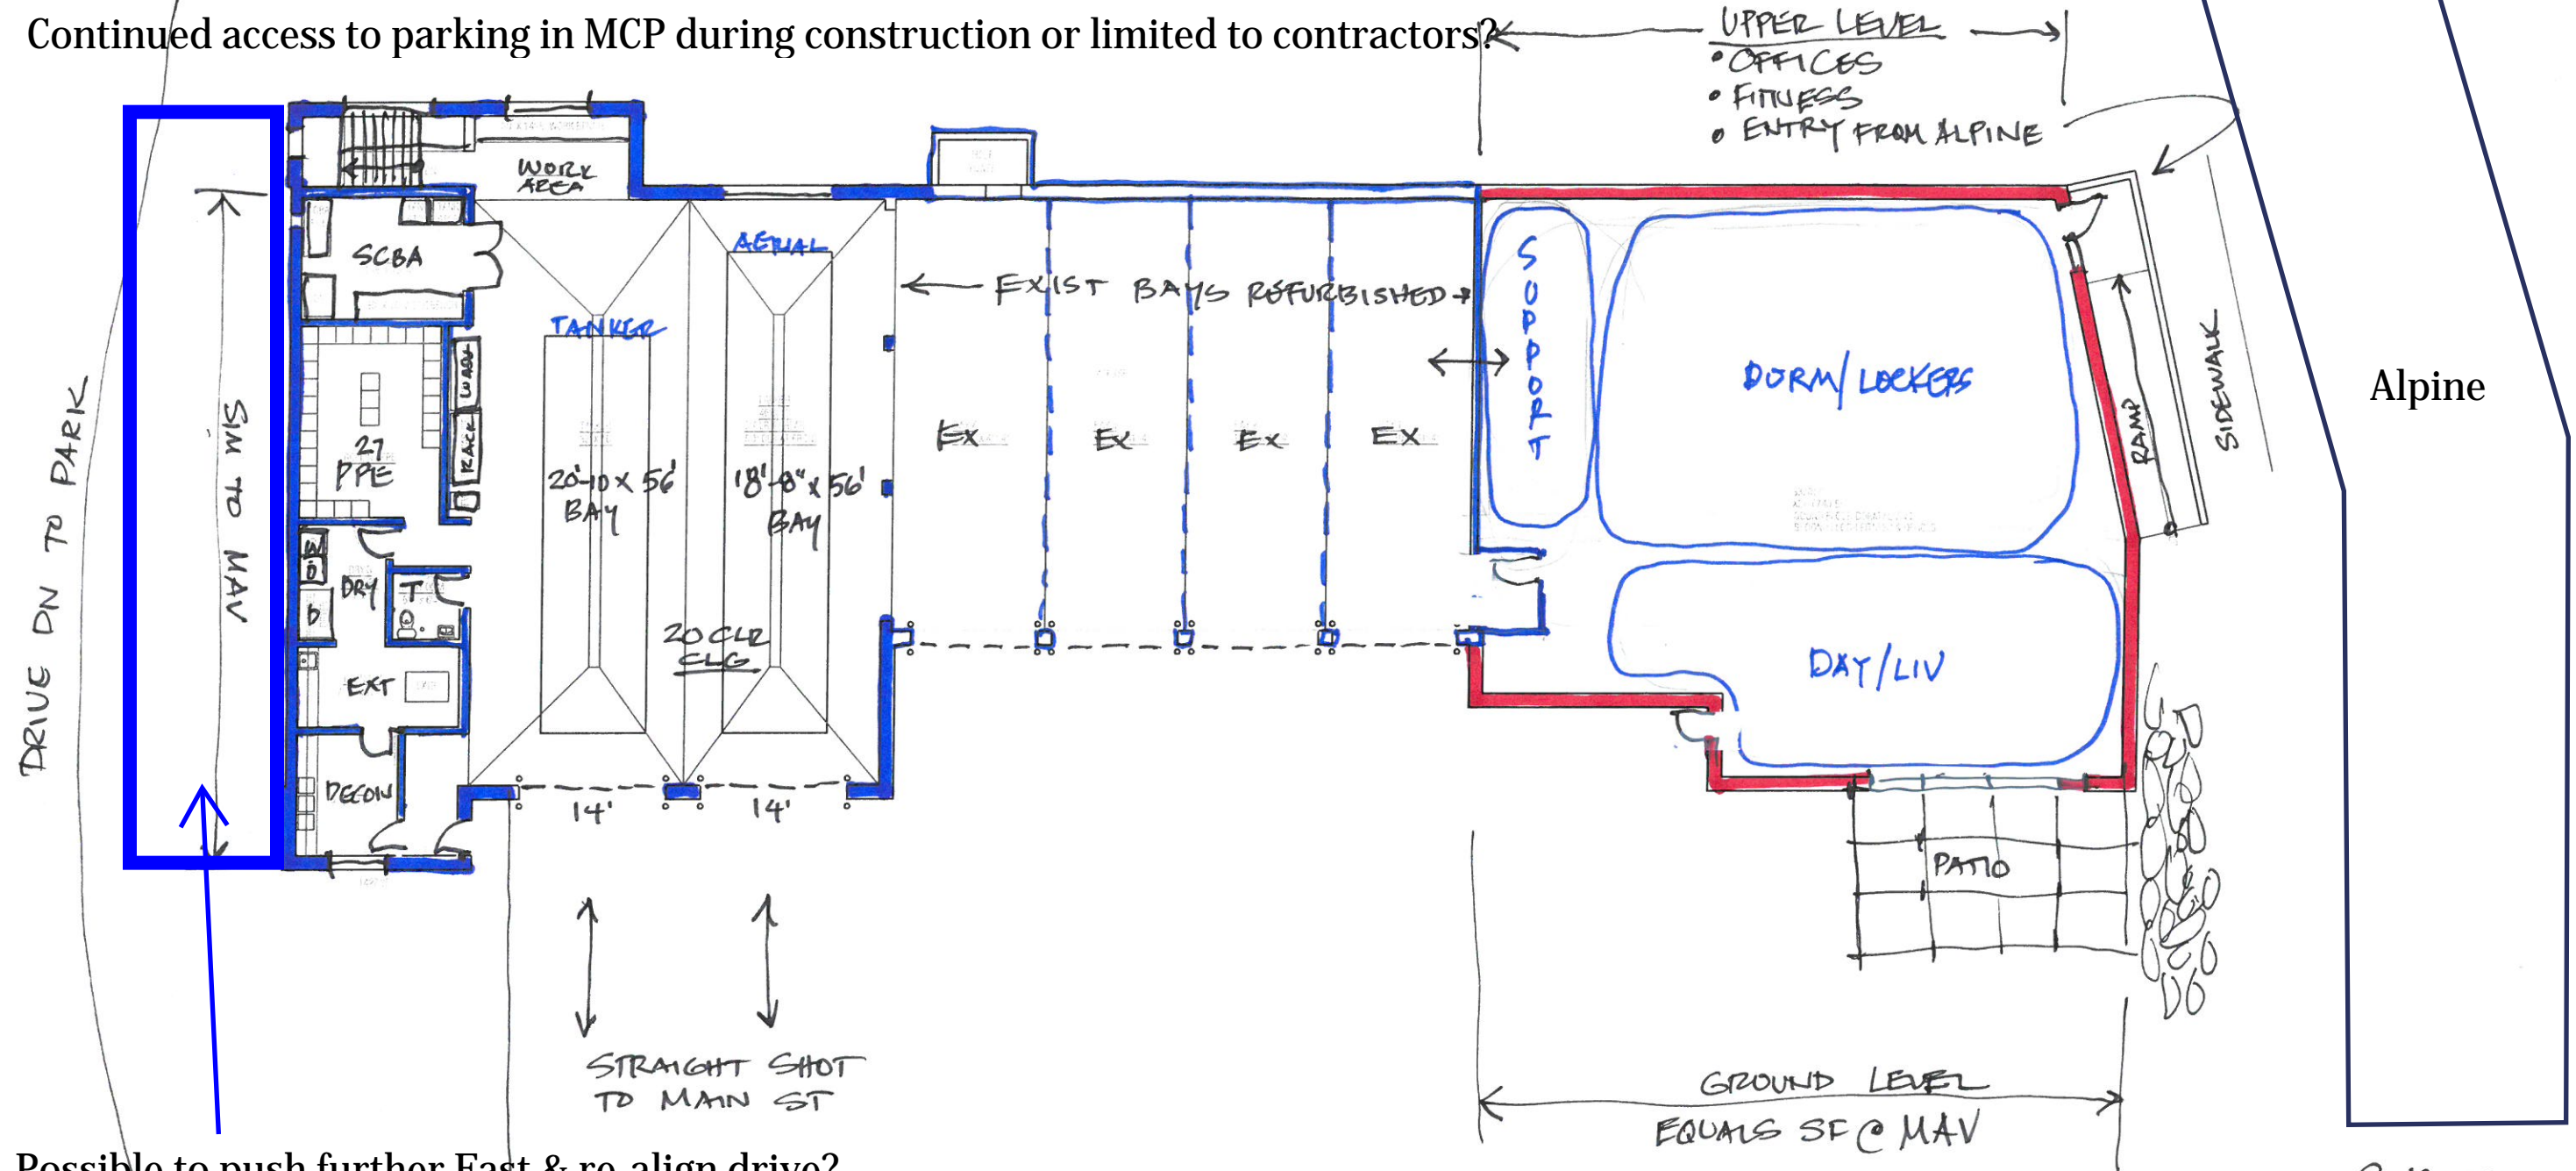 Continued access to parking in MCP during construction or limited to contractors?
UPPER LEVEL
• OFFICES
• FITNESS
• ENTRY FROM ALPINE
WORK
AREA
SCBA
AERIAL
TANKER
← EXIST BAYS REFURBISHED →
SUPPORT
DORM/LOCKERS
Alpine
SIDEWALK
RAMP
DRIVE DN TO PARK
SIM TO MAV
WASH
RACK
27
PPE
20'-10 x 56'
BAY
18'-8" x 56'
BAY
EX
EX
EX
EX
W
D
D
DRY
T
20 CLR
CLG
EXT
DAY/LIV
DECON
14'
14'
PATIO
STRAIGHT SHOT
TO MAIN ST
GROUND LEVEL
EQUALS SF @ MAV
Possible to push further East & re-align drive?